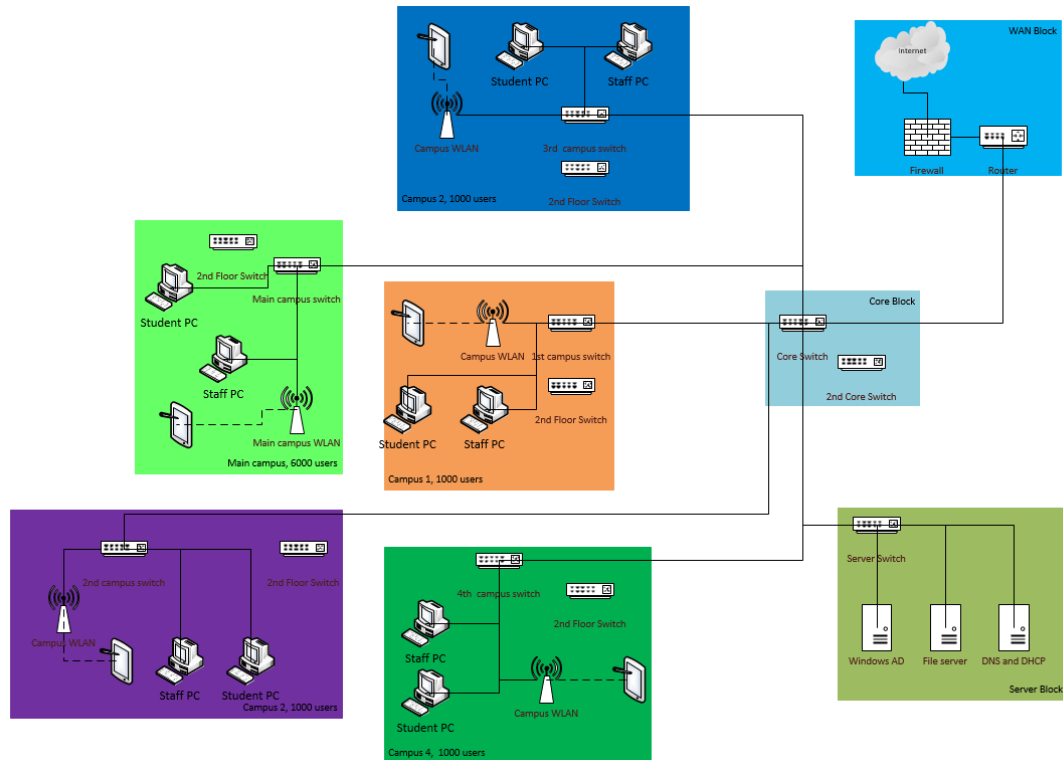 Student PC
Staff PC
Campus WLAN
3rd campus switch
2nd Floor Switch
Campus 2, 1000 users
WAN Block
Internet
Firewall
Router
2nd Floor Switch
Main campus switch
Student PC
Staff PC
Main campus WLAN
Main campus, 6000 users
Campus WLAN
1st campus switch
2nd Floor Switch
Student PC
Staff PC
Campus 1, 1000 users
Core Block
Core Switch
2nd Core Switch
2nd campus switch
2nd Floor Switch
Campus WLAN
Staff PC
Student PC
Campus 2, 1000 users
4th campus switch
2nd Floor Switch
Staff PC
Student PC
Campus WLAN
Campus 4, 1000 users
Server Switch
Windows AD
File server
DNS and DHCP
Server Block